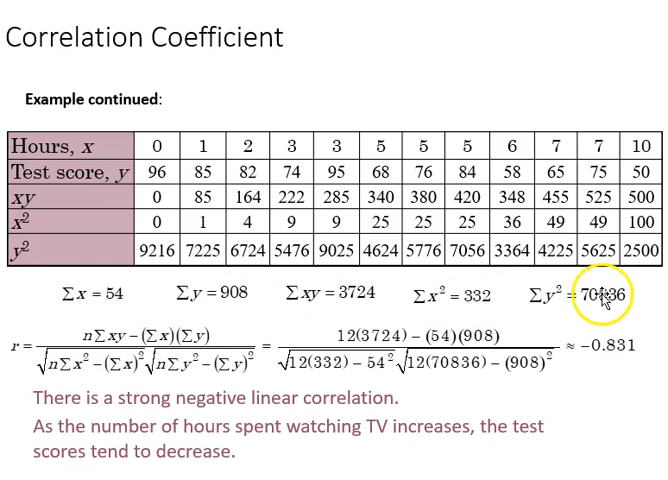 Correlation Coefficient
Example continued:
Hours, x 0 1 2 3 3 5 5 5 6 7 7 10
Test score, y 96 85 82 74 95 68 76 84 58 65 75 50
xy 0 85 164 222 285 340 380 420 348 455 525 500
x² 0 1 4 9 9 25 25 25 36 49 49 100
y² 9216 7225 6724 5476 9025 4624 5776 7056 3364 4225 5625 2500
Σx = 54 Σy = 908 Σxy = 3724 Σx² = 332 Σy² = 70836
r = nΣxy − (Σx)(Σy) / √nΣx² − (Σx)² √nΣy² − (Σy)² = 12(3724) − (54)(908) / √12(332) − 54² √12(70836) − (908)² ≈ −0.831
There is a strong negative linear correlation.
As the number of hours spent watching TV increases, the test
scores tend to decrease.